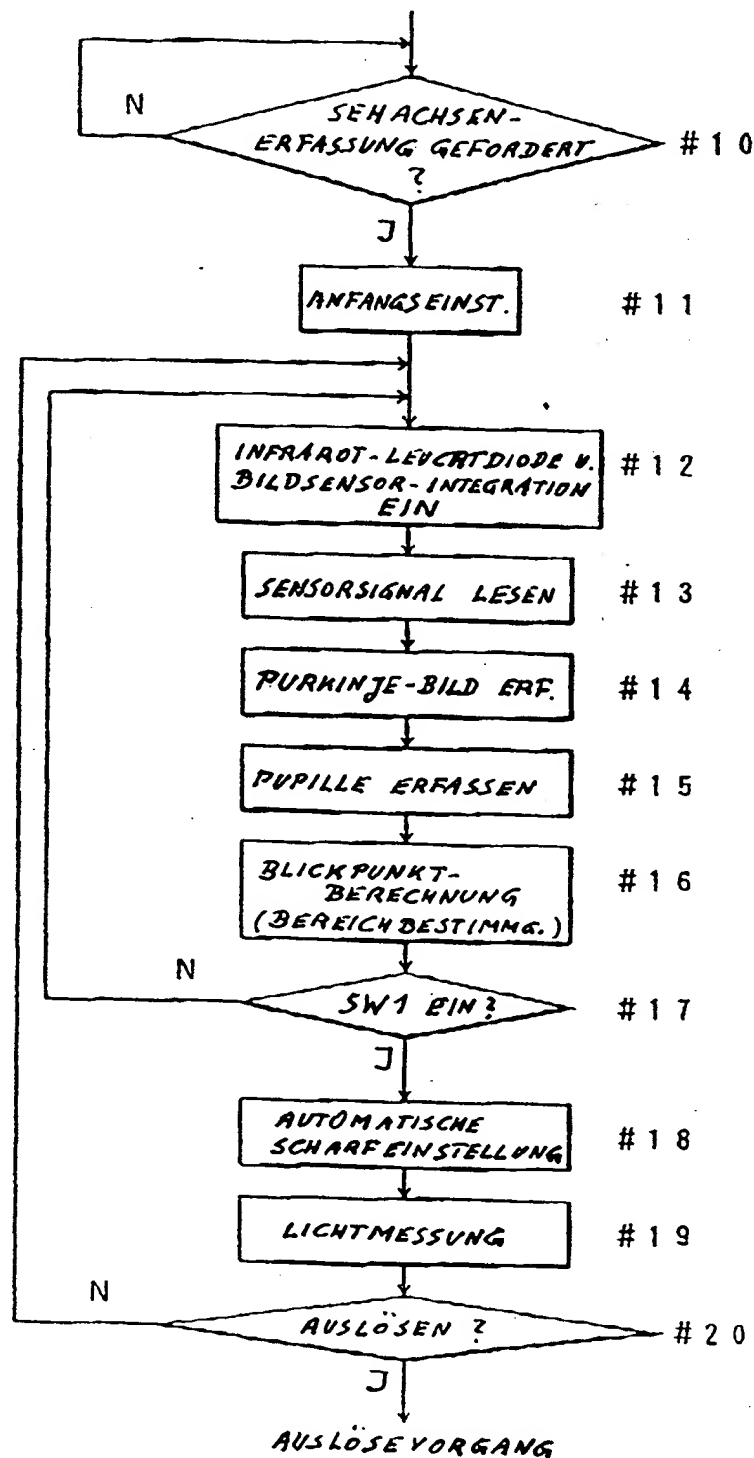 SEHACHSEN-
N
ERFASSUNG GEFORDERT
#10
?
J
ANFANGSEINST.
#11
INFRAROT-LEUCHTDIODE U.
#12
BILDSENSOR-INTEGRATION
EIN
SENSORSIGNAL LESEN
#13
PURKINJE-BILD ERF.
#14
PUPILLE ERFASSEN
#15
BLICKPUNKT-
BERECHNUNG
#16
(BEREICHBESTIMMG.)
N
SW1 EIN?
#17
J
AUTOMATISCHE
SCHARFEINSTELLUNG
#18
LICHTMESSUNG
#19
N
AUSLÖSEN ?
#20
J
AUSLÖSEVORGANG